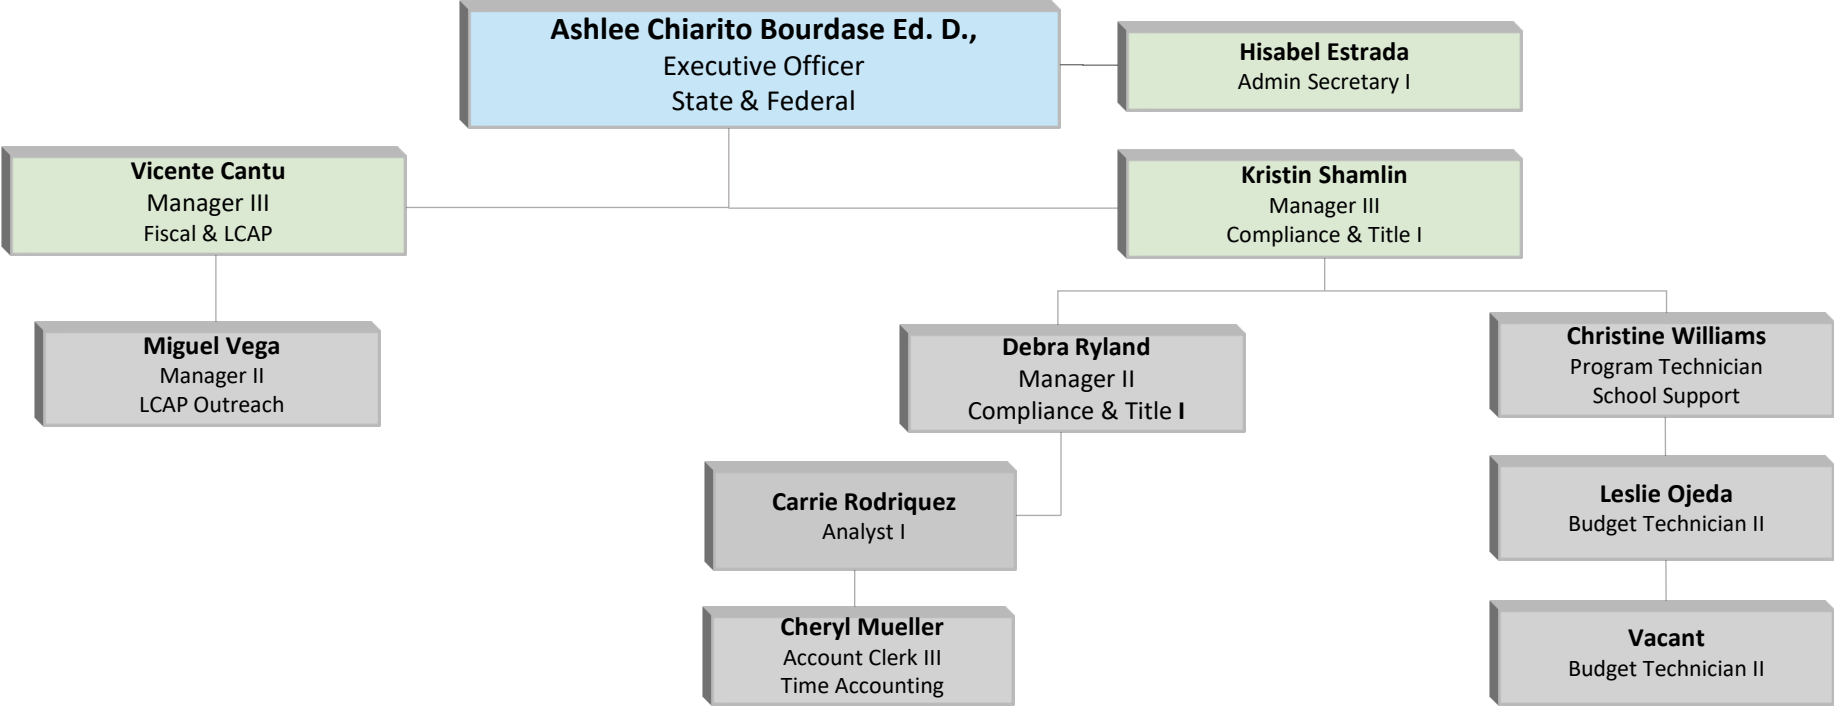 Ashlee Chiarito Bourdase Ed. D.,
Executive Officer
State & Federal
Hisabel Estrada
Admin Secretary I
Vicente Cantu
Manager III
Fiscal & LCAP
Kristin Shamlin
Manager III
Compliance & Title I
Miguel Vega
Manager II
LCAP Outreach
Debra Ryland
Manager II
Compliance & Title I
Christine Williams
Program Technician
School Support
Carrie Rodriquez
Analyst I
Leslie Ojeda
Budget Technician II
Cheryl Mueller
Account Clerk III
Time Accounting
Vacant
Budget Technician II